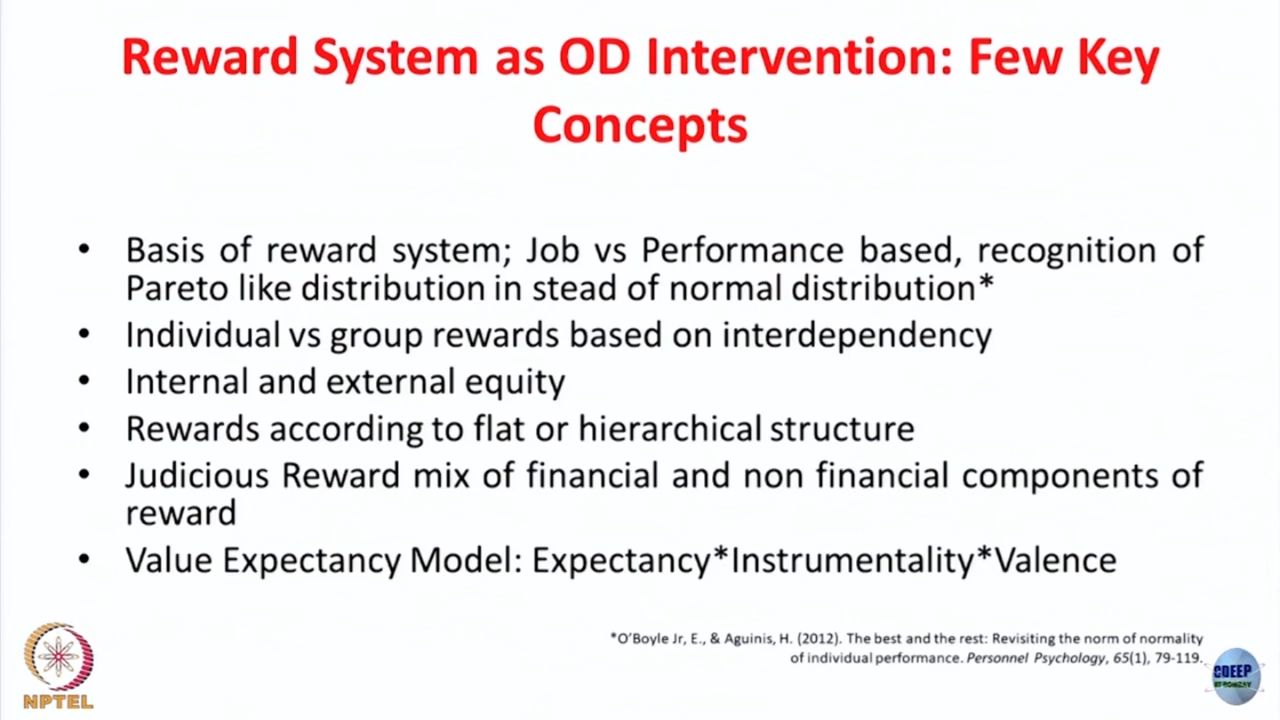 Reward System as OD Intervention: Few Key
Concepts
• Basis of reward system; Job vs Performance based, recognition of
Pareto like distribution in stead of normal distribution*
• Individual vs group rewards based on interdependency
• Internal and external equity
• Rewards according to flat or hierarchical structure
• Judicious Reward mix of financial and non financial components of
reward
• Value Expectancy Model: Expectancy*Instrumentality*Valence
*O'Boyle Jr, E., & Aguinis, H. (2012). The best and the rest: Revisiting the norm of normality
of individual performance. Personnel Psychology, 65(1), 79-119.
NPTEL
CDEEP
IIT BOMBAY